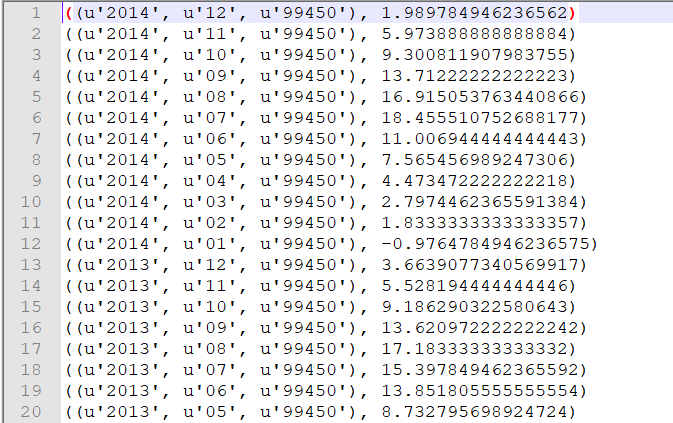 1 ((u'2014', u'12', u'99450'), 1.989784946236562)
2 ((u'2014', u'11', u'99450'), 5.973888888888884)
3 ((u'2014', u'10', u'99450'), 9.300811907983755)
4 ((u'2014', u'09', u'99450'), 13.71222222222223)
5 ((u'2014', u'08', u'99450'), 16.915053763440866)
6 ((u'2014', u'07', u'99450'), 18.455510752688177)
7 ((u'2014', u'06', u'99450'), 11.006944444444443)
8 ((u'2014', u'05', u'99450'), 7.565456989247306)
9 ((u'2014', u'04', u'99450'), 4.473472222222218)
10 ((u'2014', u'03', u'99450'), 2.7974462365591384)
11 ((u'2014', u'02', u'99450'), 1.8333333333333357)
12 ((u'2014', u'01', u'99450'), -0.9764784946236575)
13 ((u'2013', u'12', u'99450'), 3.6639077340569917)
14 ((u'2013', u'11', u'99450'), 5.528194444444446)
15 ((u'2013', u'10', u'99450'), 9.186290322580643)
16 ((u'2013', u'09', u'99450'), 13.620972222222242)
17 ((u'2013', u'08', u'99450'), 17.18333333333332)
18 ((u'2013', u'07', u'99450'), 15.397849462365592)
19 ((u'2013', u'06', u'99450'), 13.851805555555554)
20 ((u'2013', u'05', u'99450'), 8.732795698924724)